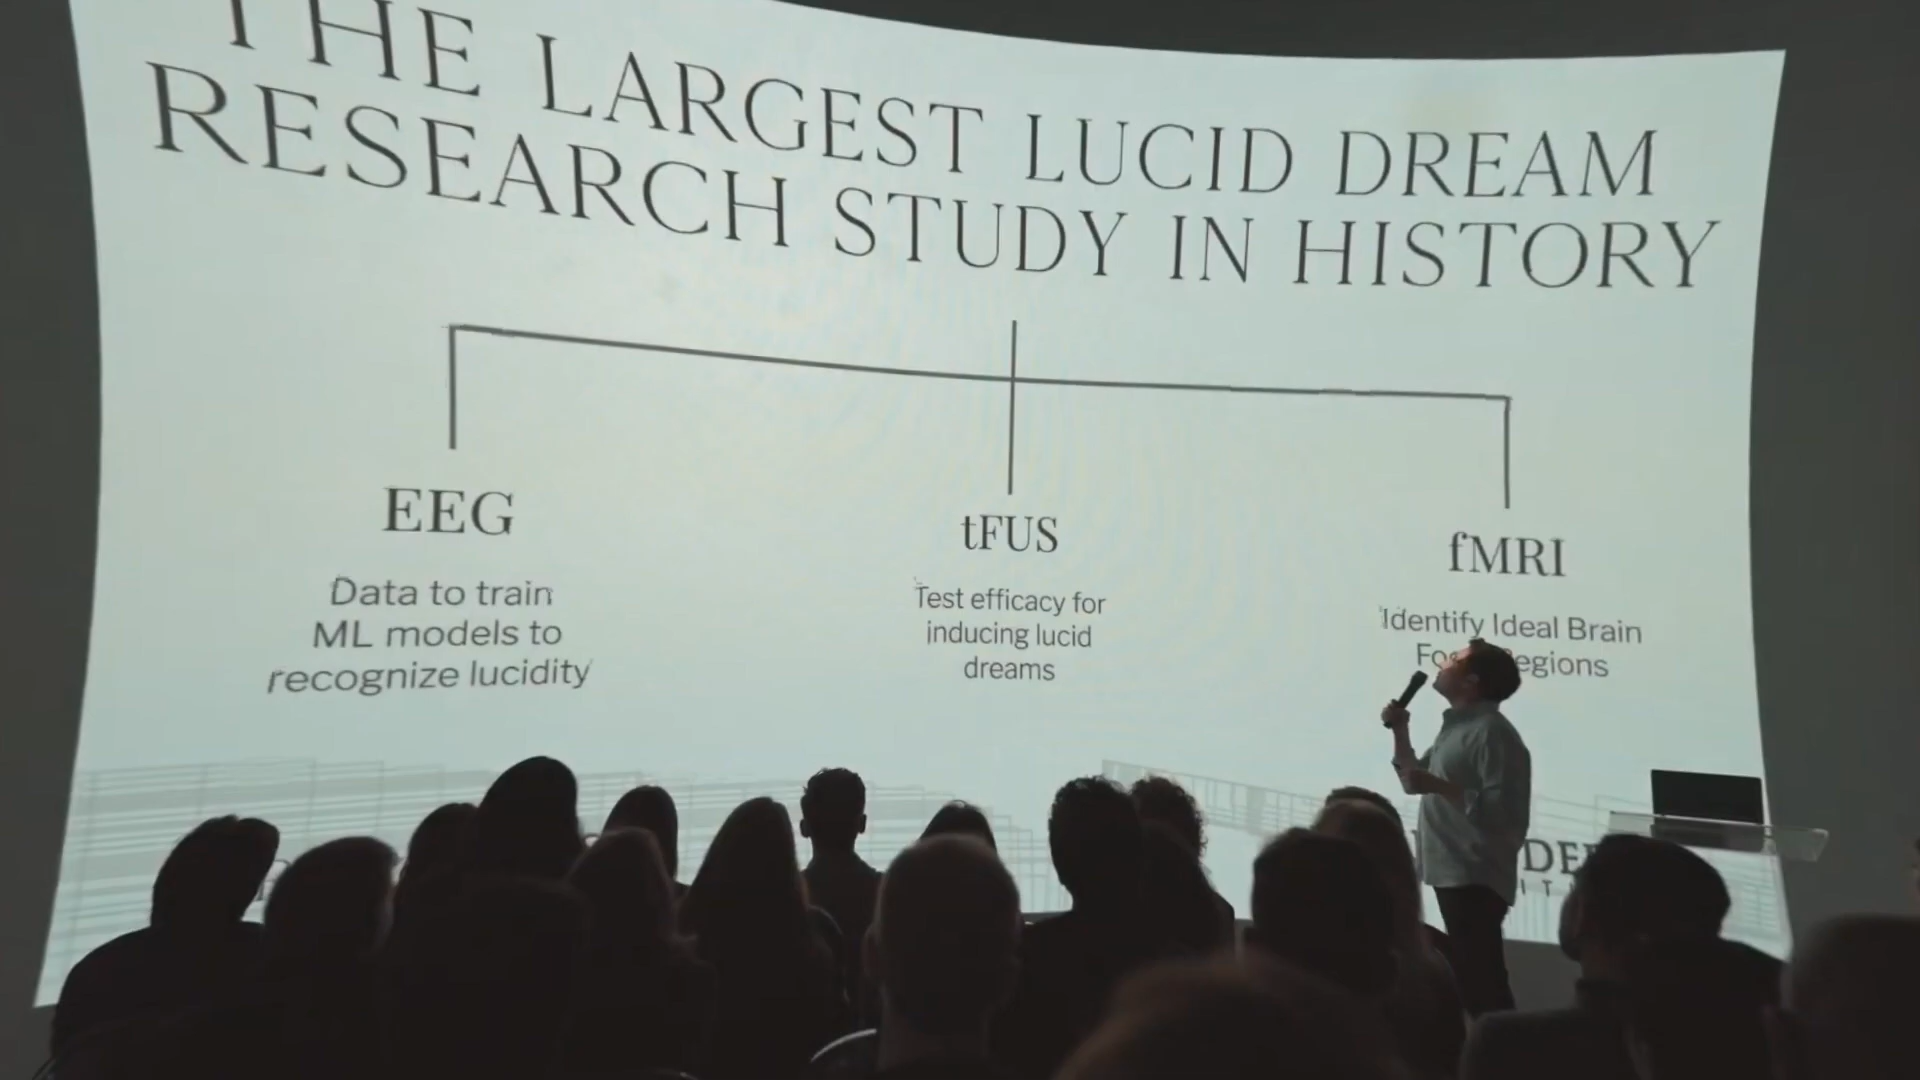 THE LARGEST LUCID DREAM
RESEARCH STUDY IN HISTORY
EEG
Data to train
ML models to
recognize lucidity
tFUS
Test efficacy for
inducing lucid
dreams
fMRI
Identify Ideal Brain